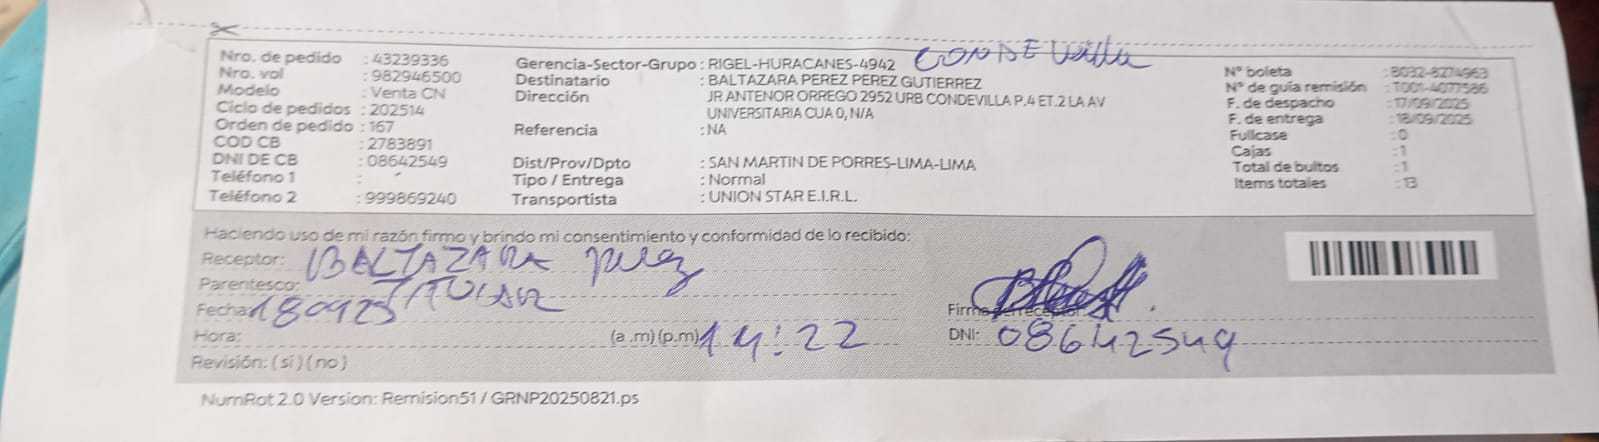 CONDEVilla
Nro. de pedido : 43239336
Nro. vol : 982946500
Modelo : Venta CN
Ciclo de pedidos : 202514
Orden de pedido : 167
COD CB : 2783891
DNI DE CB : 08642549
Teléfono 1 :
Teléfono 2 : 999869240
Gerencia-Sector-Grupo : RIGEL-HURACANES-4942
Destinatario : BALTAZARA PEREZ PEREZ GUTIERREZ
Dirección JR ANTENOR ORREGO 2952 URB CONDEVILLA P.4 ET.2 LA AV
UNIVERSITARIA CUA 0, N/A
Referencia : NA
Dist/Prov/Dpto : SAN MARTIN DE PORRES-LIMA-LIMA
Tipo / Entrega : Normal
Transportista : UNION STAR E.I.R.L.
N° boleta : B032-8274963
N° de guía remisión : T001-4077586
F. de despacho : 17/09/2025
F. de entrega : 18/09/2025
Fullcase : 0
Cajas : 1
Total de bultos : 1
Items totales : 13
Haciendo uso de mi razón firmo y brindo mi consentimiento y conformidad de lo recibido:
Receptor: BALTAZARA Perez
Parentesco: TITULAR
Fecha: 180925
Hora: (a.m) (p.m) 14:22
Revisión: ( si ) ( no )
Firma del receptor
DNI: 08642549
NumRot 2.0 Version: Remision51 / GRNP20250821.ps